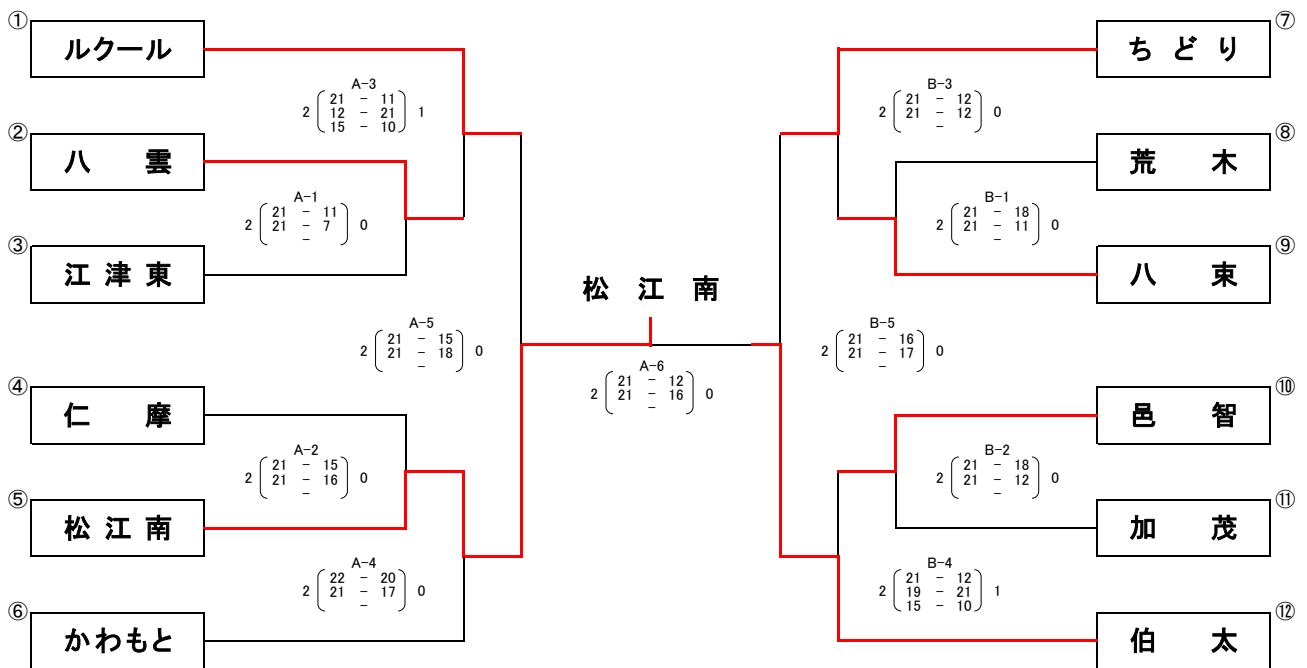 ①
ルクール
A-3
2 21 - 11 1
12 - 21
15 - 10
②
八雲
A-1
2 21 - 11 0
21 - 7
-
③
江津東
A-5
2 21 - 15 0
21 - 18
-
④
仁摩
A-2
2 21 - 15 0
21 - 16
-
⑤
松江南
A-4
2 22 - 20 0
21 - 17
-
⑥
かわもと
松江南
A-6
2 21 - 12 0
21 - 16
-
⑦
ちどり
B-3
2 21 - 12 0
21 - 12
-
⑧
荒木
B-1
2 21 - 18 0
21 - 11
-
⑨
八束
B-5
2 21 - 16 0
21 - 17
-
⑩
邑智
B-2
2 21 - 18 0
21 - 12
-
⑪
加茂
B-4
2 21 - 12 1
19 - 21
15 - 10
⑫
伯太